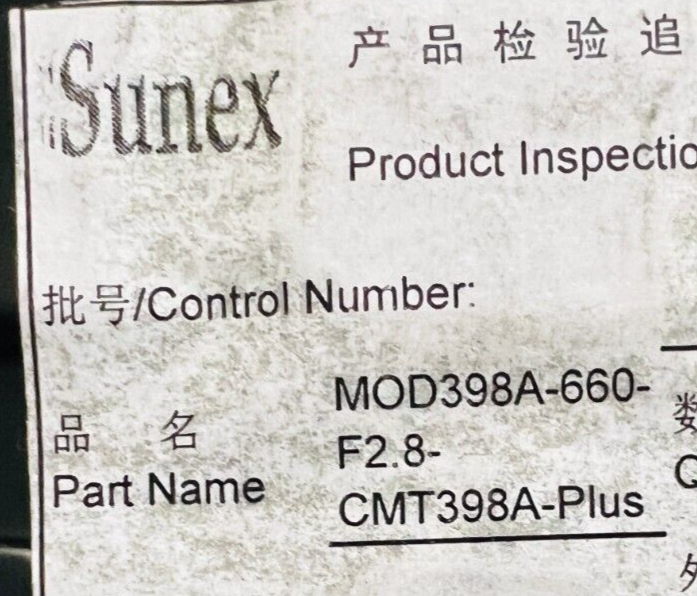 Sunex
产品检验追
Product Inspectio
批号/Control Number:
品 名
Part Name
MOD398A-660-
F2.8-
CMT398A-Plus
数
Q